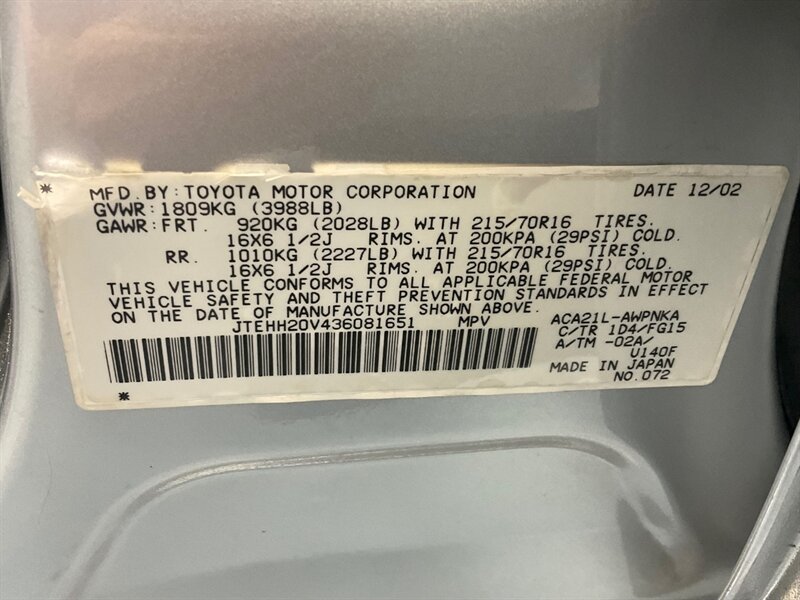 MFD. BY: TOYOTA MOTOR CORPORATION DATE 12/02
GVWR: 1809KG (3988LB)
GAWR: FRT. 920KG (2028LB) WITH 215/70R16 TIRES.
16X6 1/2J RIMS. AT 200KPA (29PSI) COLD.
RR. 1010KG (2227LB) WITH 215/70R16 TIRES.
16X6 1/2J RIMS. AT 200KPA (29PSI) COLD.
THIS VEHICLE CONFORMS TO ALL APPLICABLE FEDERAL MOTOR
VEHICLE SAFETY AND THEFT PREVENTION STANDARDS IN EFFECT
ON THE DATE OF MANUFACTURE SHOWN ABOVE.
JTEHH20V436081651 MPV
ACA21L-AWPNKA
C/TR 1D4/FG15
A/TM -02A/
U140F
MADE IN JAPAN
NO. 072